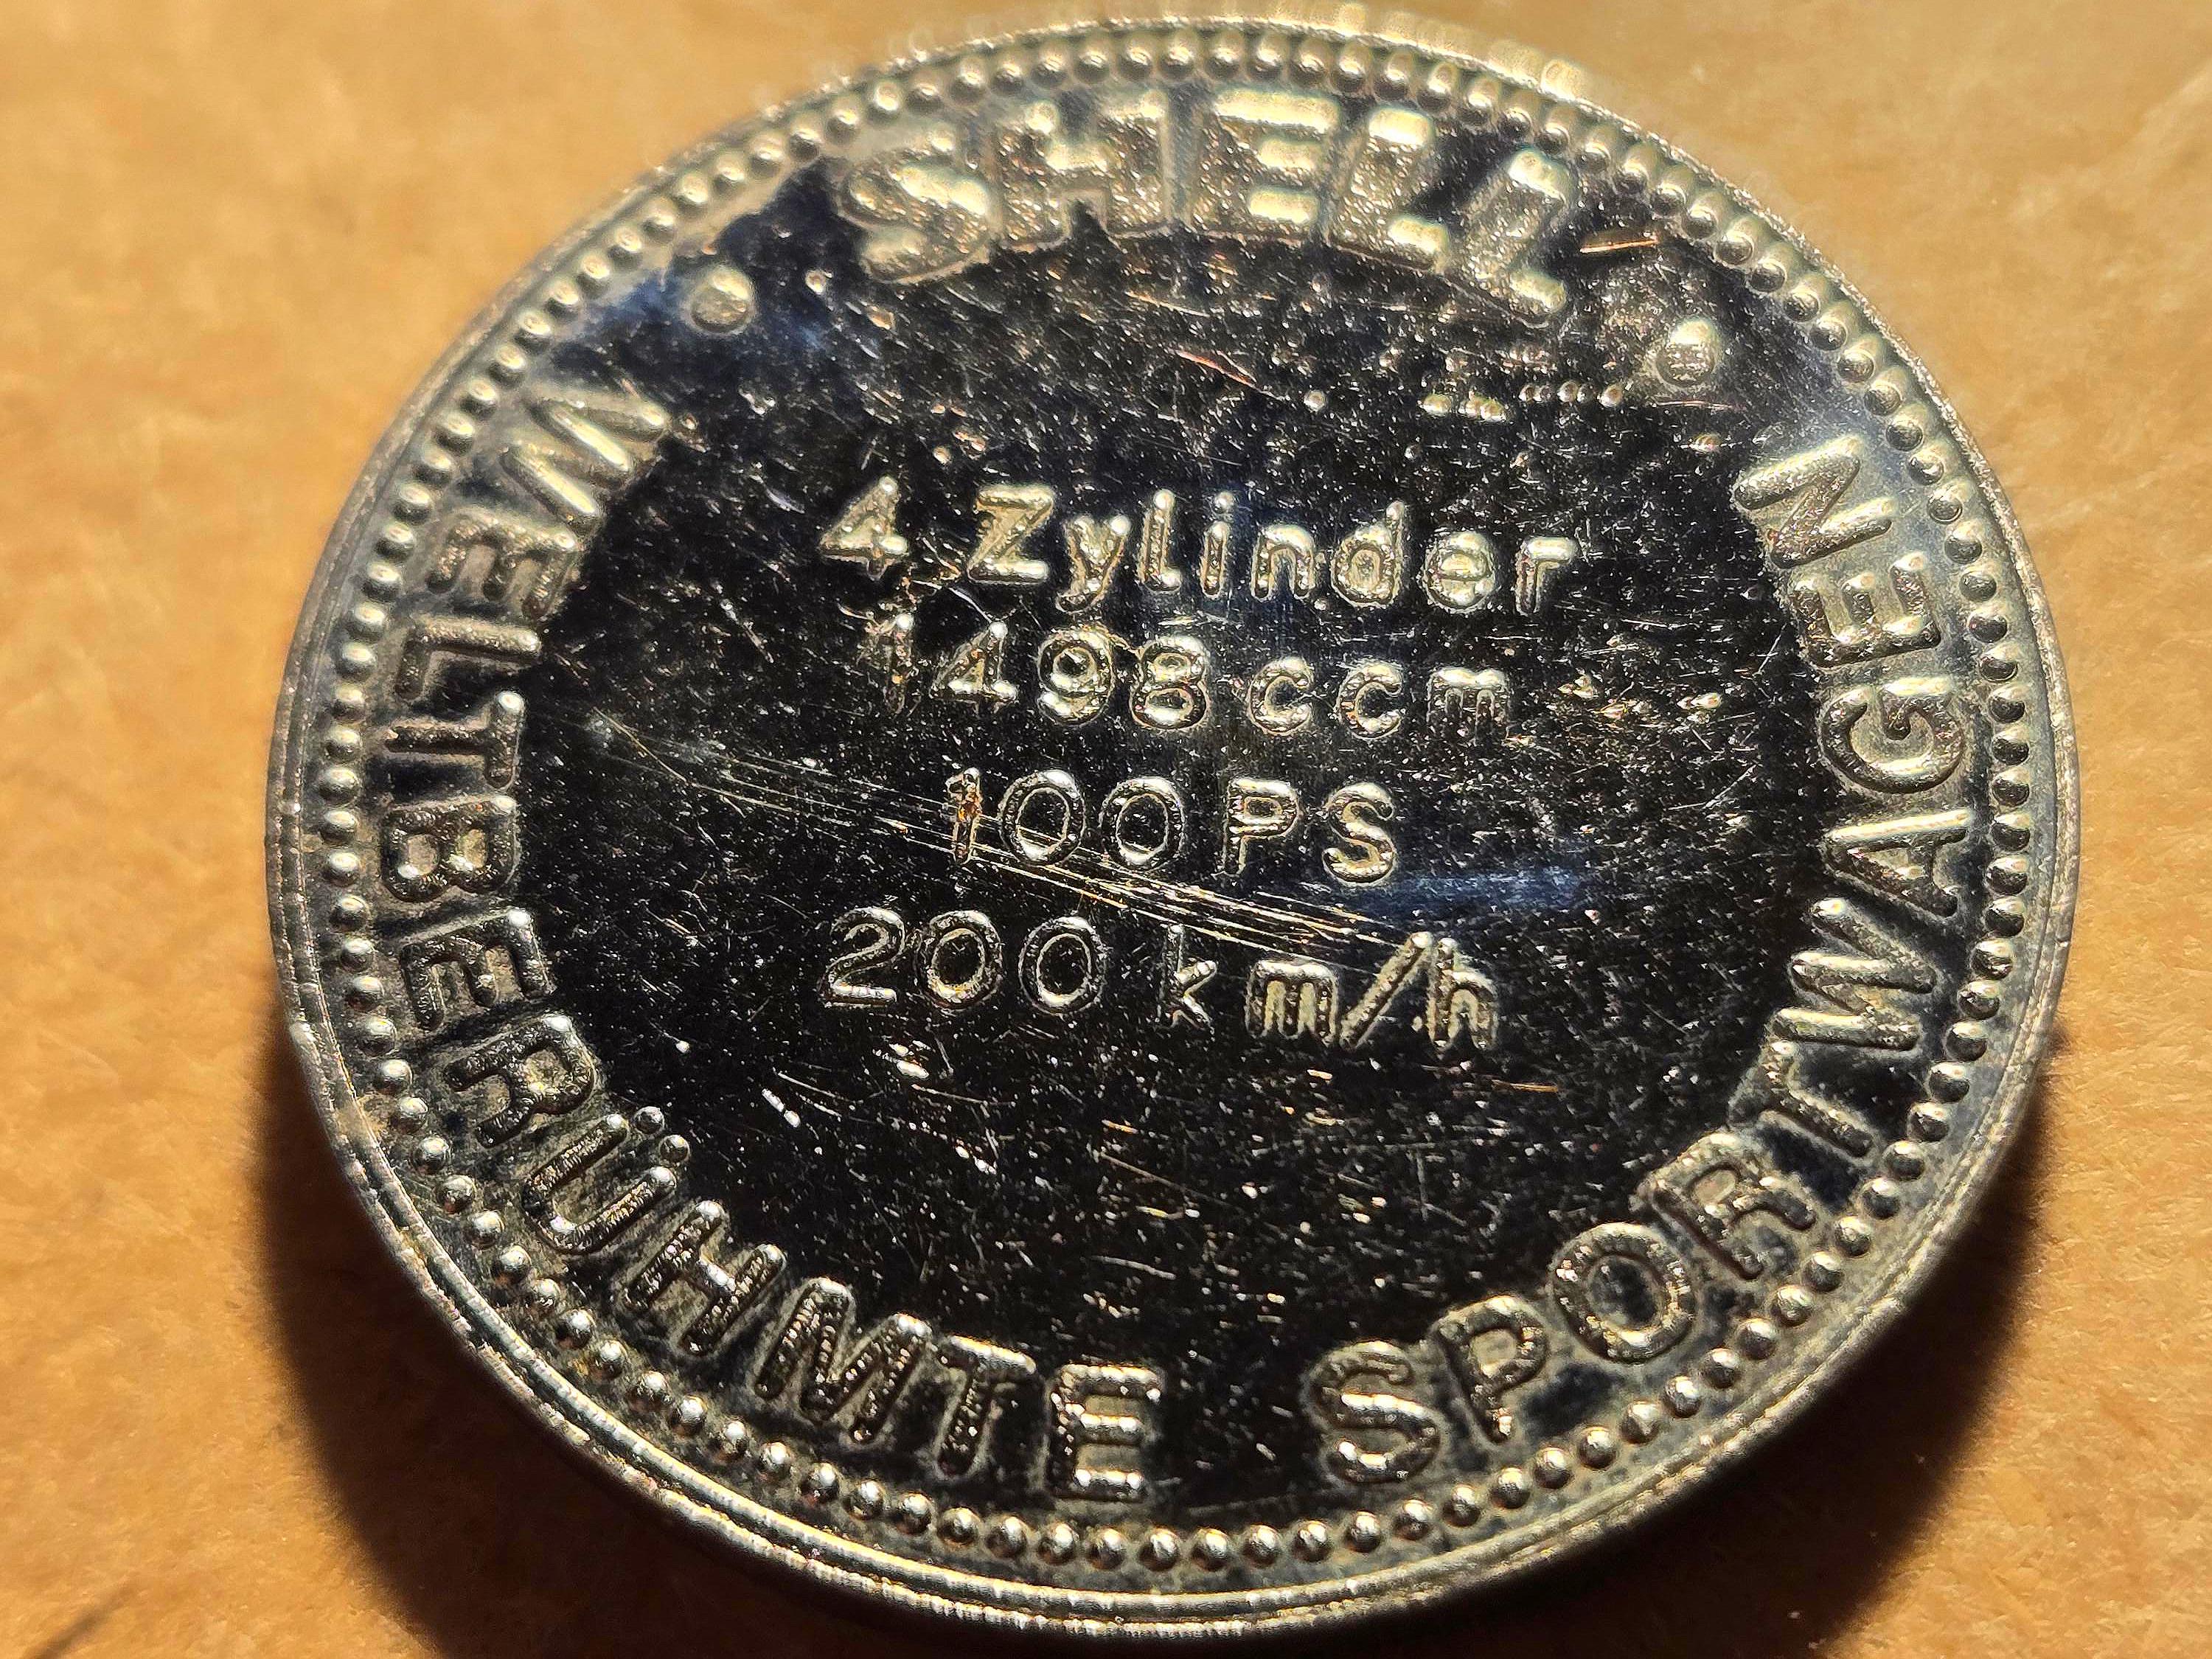 SHELL
4 Zylinder
1498 ccm
100 PS
200 km/h
WELTBERÜHMTE SPORTWAGEN